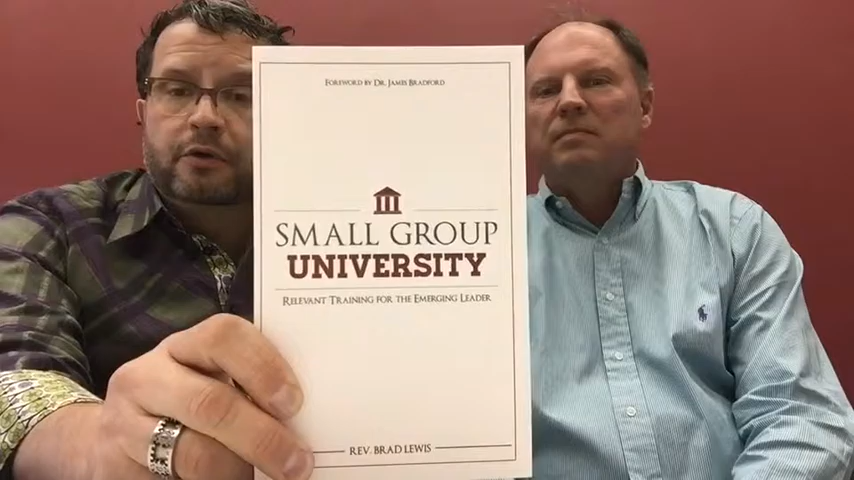 Foreword by Dr. James Bradford
Small Group
University
Relevant Training for the Emerging Leader
Rev. Brad Lewis